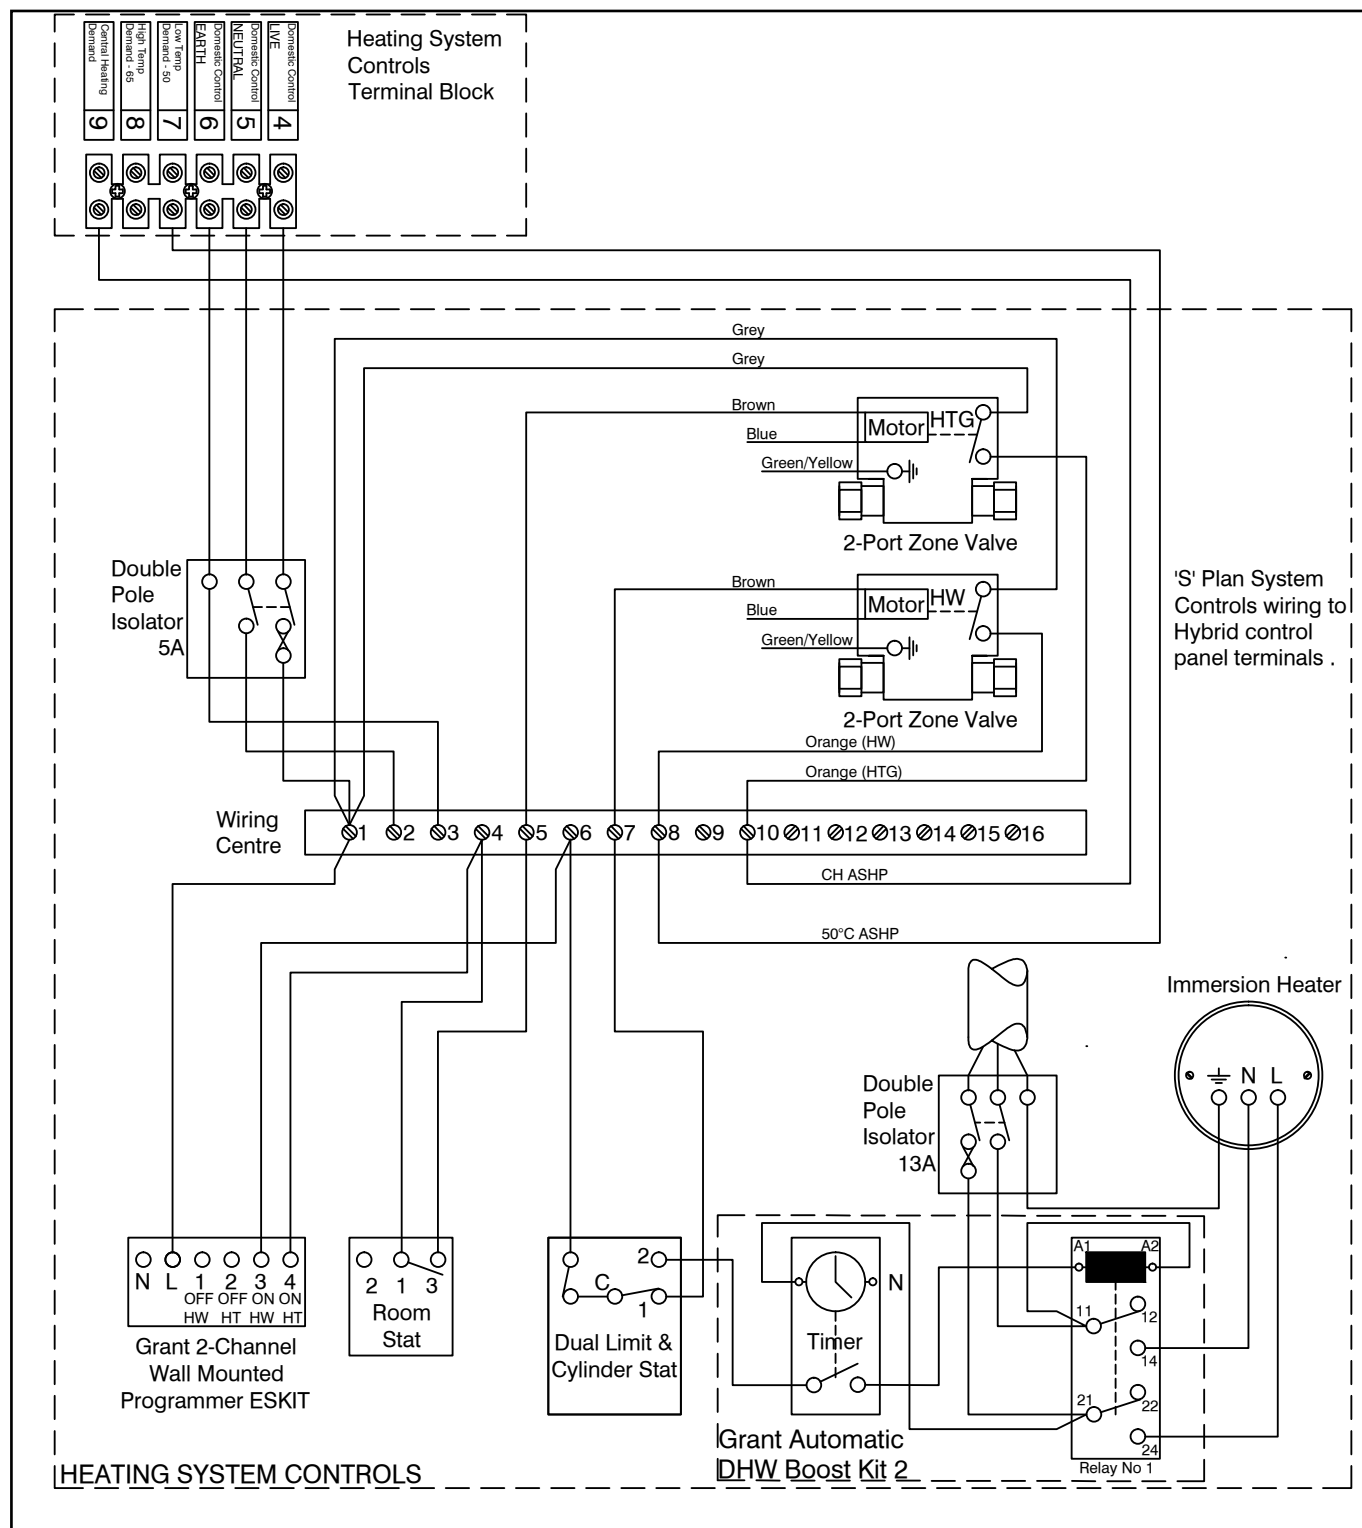 Central Heating
Demand
High Temp
Demand - 65
Low Temp
Demand - 50
Domestic Control
EARTH
Domestic Control
NEUTRAL
Domestic Control
LIVE
9 8 7 6 5 4
Heating System
Controls
Terminal Block
Grey
Grey
Brown
Blue
Green/Yellow
Motor HTG
2-Port Zone Valve
Double
Pole
Isolator
5A
Brown
Blue
Green/Yellow
Motor HW
2-Port Zone Valve
'S' Plan System
Controls wiring to
Hybrid control
panel terminals .
Orange (HW)
Orange (HTG)
Wiring
Centre
1 2 3 4 5 6 7 8 9 10 11 12 13 14 15 16
CH ASHP
50°C ASHP
Immersion Heater
N L
Double
Pole
Isolator
13A
N L 1 2 3 4
OFF OFF ON ON
HW HT HW HT
Grant 2-Channel
Wall Mounted
Programmer ESKIT
2 1 3
Room
Stat
2
C
1
Dual Limit &
Cylinder Stat
N
Timer
A1 A2
11
12
14
21
22
24
Relay No 1
Grant Automatic
DHW Boost Kit 2
HEATING SYSTEM CONTROLS